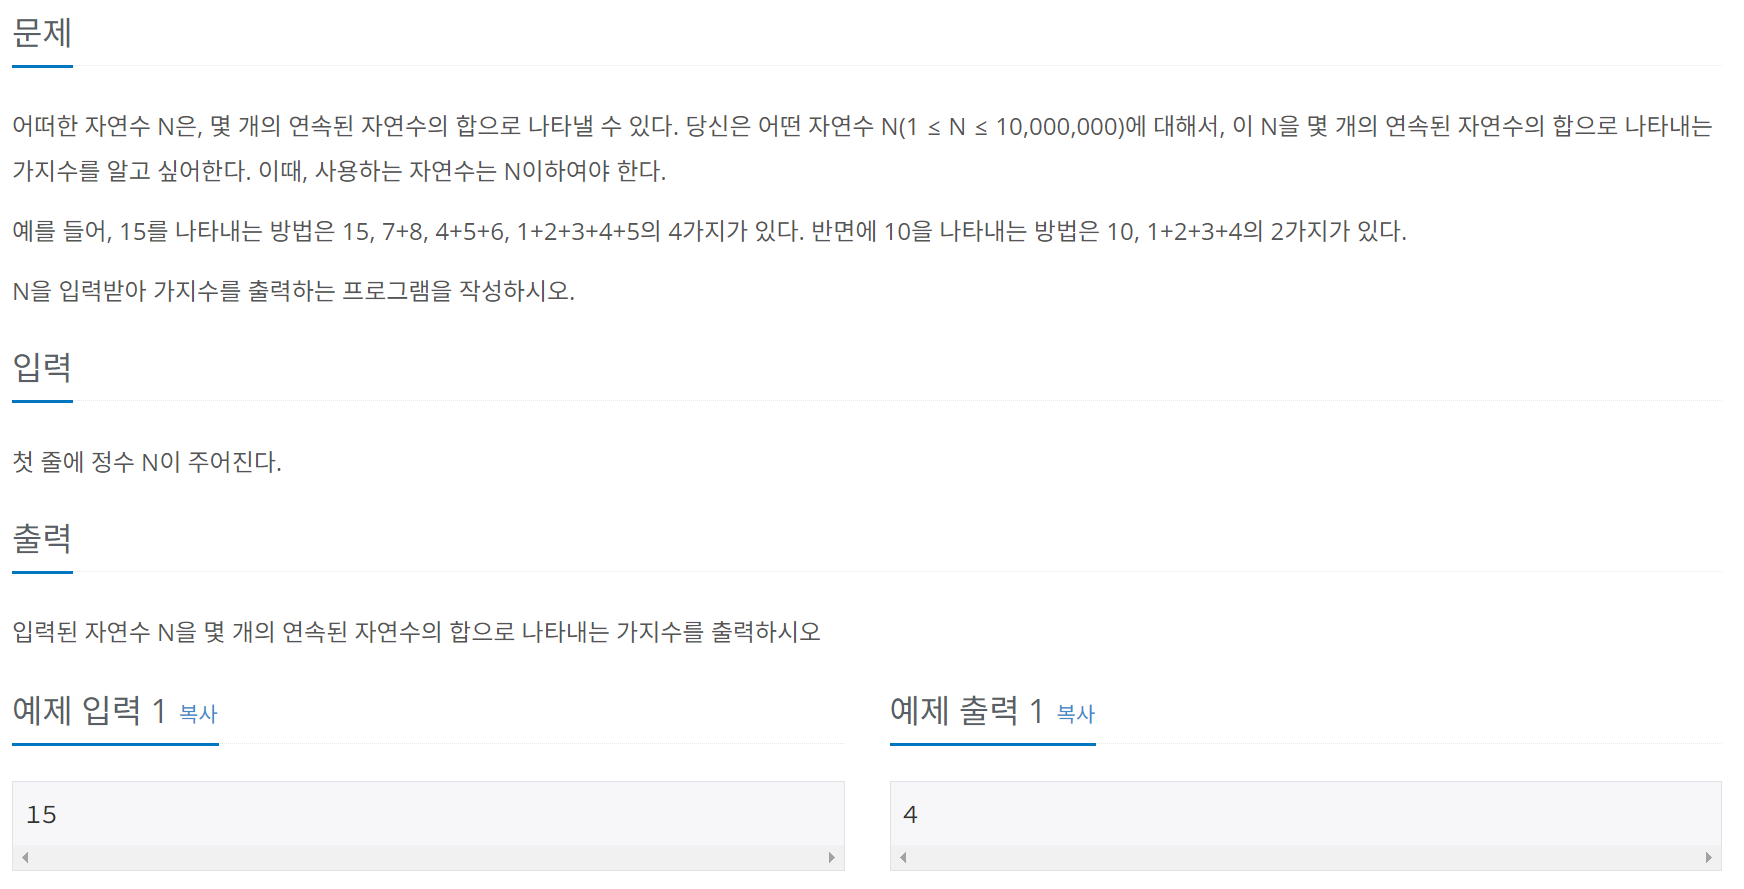 문제
어떠한 자연수 N은, 몇 개의 연속된 자연수의 합으로 나타낼 수 있다. 당신은 어떤 자연수 N(1 ≤ N ≤ 10,000,000)에 대해서, 이 N을 몇 개의 연속된 자연수의 합으로 나타내는
가지수를 알고 싶어한다. 이때, 사용하는 자연수는 N이하여야 한다.
예를 들어, 15를 나타내는 방법은 15, 7+8, 4+5+6, 1+2+3+4+5의 4가지가 있다. 반면에 10을 나타내는 방법은 10, 1+2+3+4의 2가지가 있다.
N을 입력받아 가지수를 출력하는 프로그램을 작성하시오.
입력
첫 줄에 정수 N이 주어진다.
출력
입력된 자연수 N을 몇 개의 연속된 자연수의 합으로 나타내는 가지수를 출력하시오
예제 입력 1 복사
15
예제 출력 1 복사
4